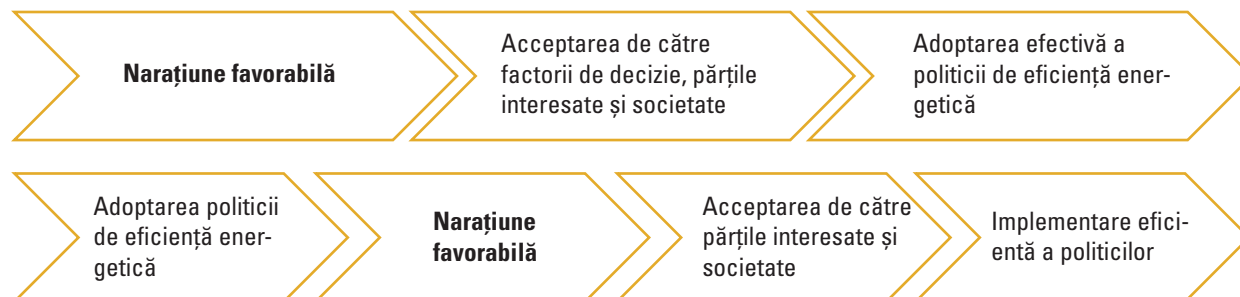 Narațiune favorabilă
Acceptarea de către
factorii de decizie, părțile
interesate și societate
Adoptarea efectivă a
politicii de eficiență ener-
getică
Adoptarea politicii
de eficiență ener-
getică
Narațiune
favorabilă
Acceptarea de către
părțile interesate și
societate
Implementare efici-
entă a politicilor